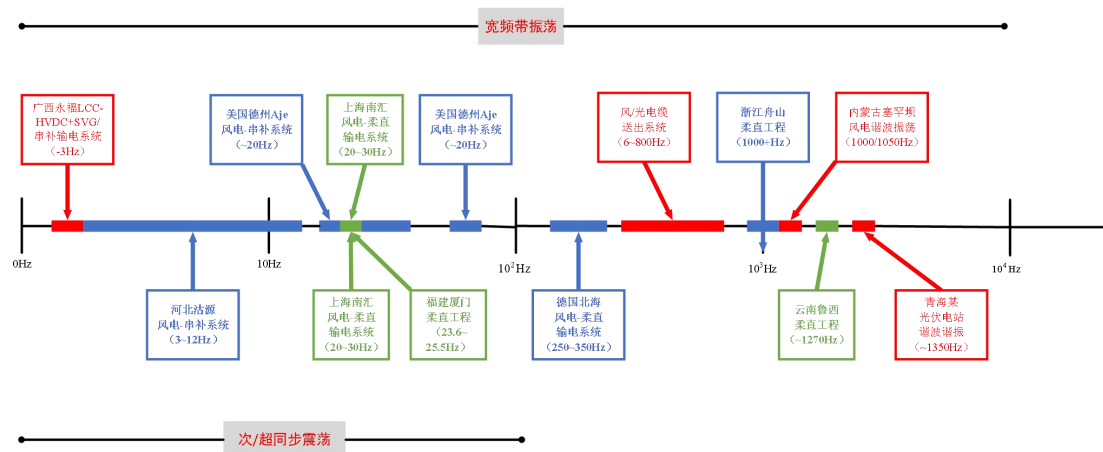 宽频带振荡
广西永福LCC-
HVDC+SVG/
串补输电系统
（-3Hz）
美国德州Aje
风电-串补系统
（~20Hz）
上海南汇
风电-柔直
输电系统
（20~30Hz）
美国德州Aje
风电-串补系统
（~20Hz）
风/光电缆
送出系统
（6~800Hz）
浙江舟山
柔直工程
（1000+Hz）
内蒙古塞罕坝
风电谐波振荡
（1000/1050Hz）
0Hz
10Hz
10²Hz
10³Hz
10⁴Hz
河北沽源
风电-串补系统
（3~12Hz）
上海南汇
风电-柔直
输电系统
（20~30Hz）
福建厦门
柔直工程
（23.6~
25.5Hz）
德国北海
风电-柔直
输电系统
（250~350Hz）
云南鲁西
柔直工程
（~1270Hz）
青海某
光伏电站
谐波谐振
（~1350Hz）
次/超同步震荡